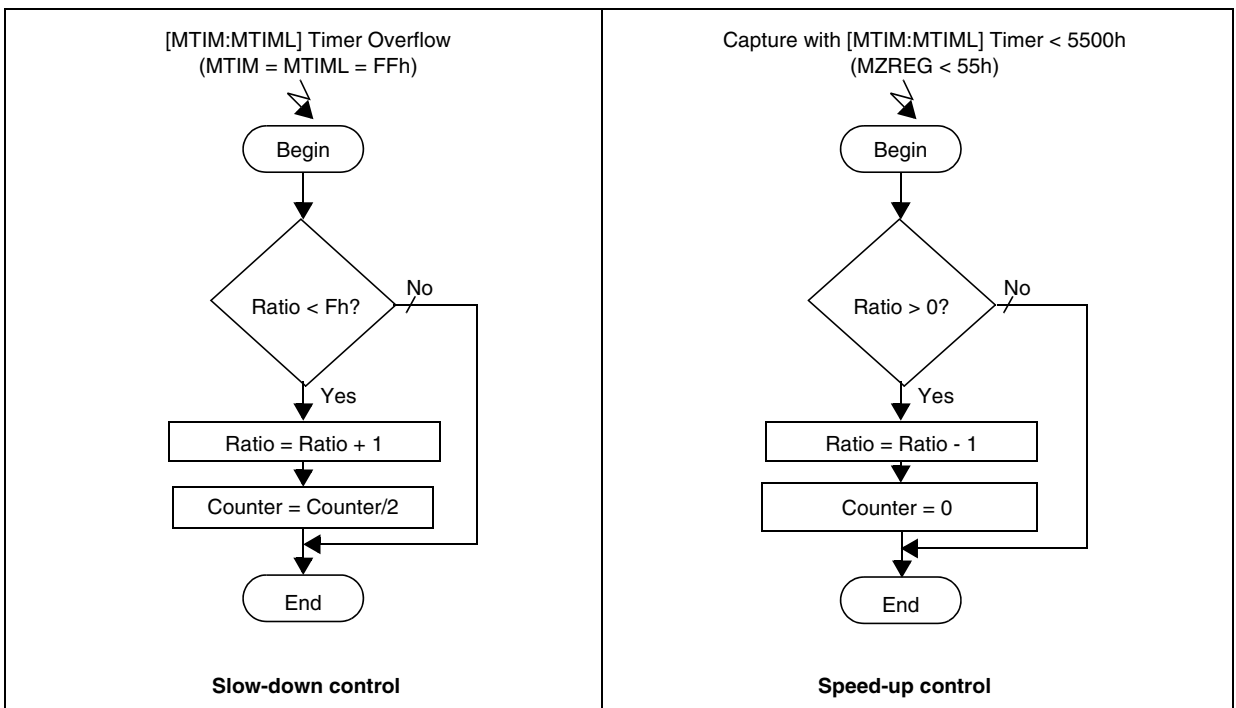 [MTIM:MTIML] Timer Overflow
(MTIM = MTIML = FFh)
Begin
Ratio < Fh?
No
Yes
Ratio = Ratio + 1
Counter = Counter/2
End
Slow-down control
Capture with [MTIM:MTIML] Timer < 5500h
(MZREG < 55h)
Begin
Ratio > 0?
No
Yes
Ratio = Ratio - 1
Counter = 0
End
Speed-up control